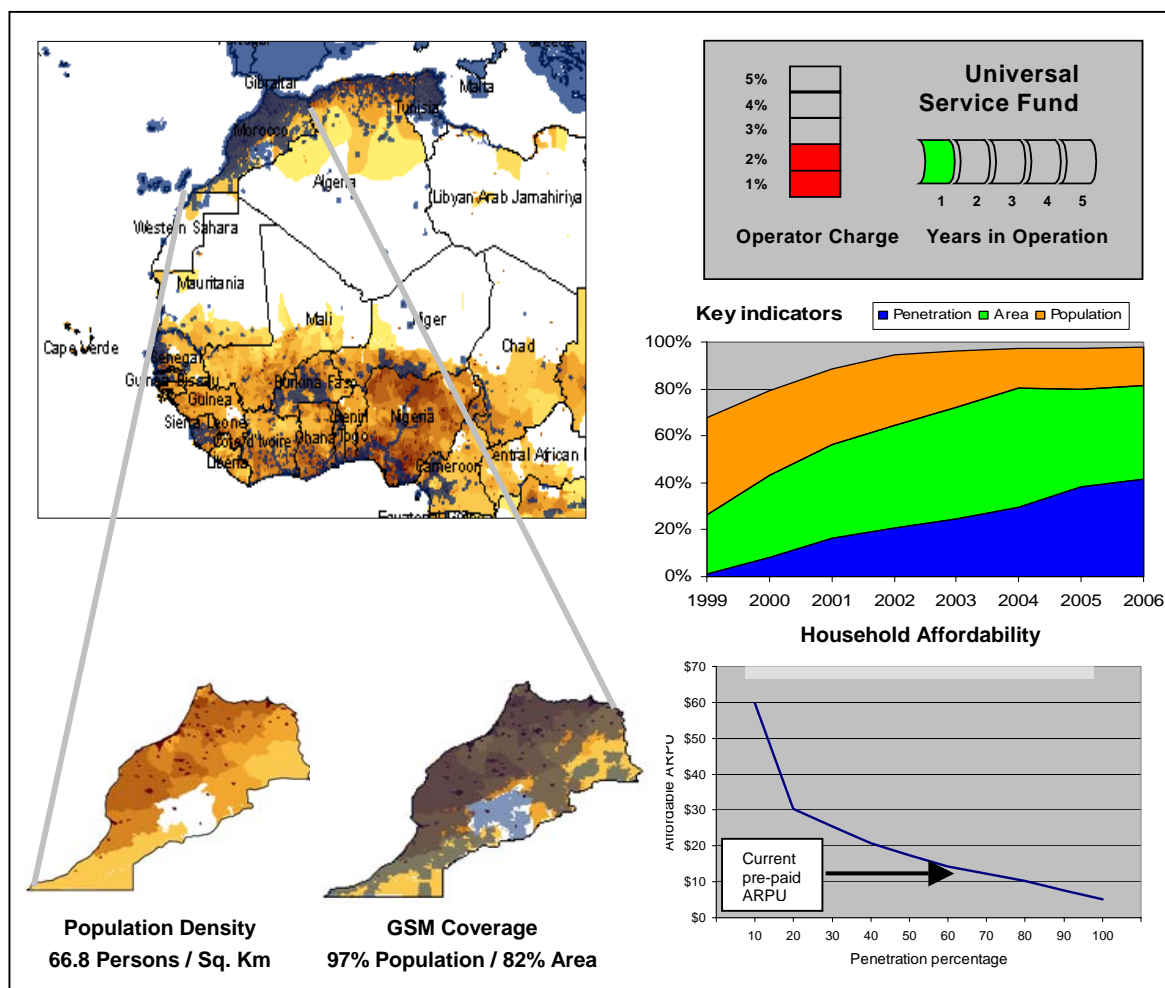 Portugal
Greece
Gibraltar
Malta
Tunisia
Morocco
Algeria
Libyan Arab Jamahiriya
Western Sahara
Mauritania
Mali
Niger
Chad
Cape Verde
Senegal
Guinea Bissau
Burkina Faso
Guinea
Benin
Nigeria
Sierra Leone
Cote d'Ivoire
Ghana
Togo
Liberia
Cameroon
entral African
Equatorial Guinea
Universal
Service Fund
5%
4%
3%
2%
1%
1 2 3 4 5
Operator Charge
Years in Operation
Key indicators
Penetration Area Population
100%
80%
60%
40%
20%
0%
1999 2000 2001 2002 2003 2004 2005 2006
Household Affordability
$70
$60
$50
$40
$30
$20
$10
$0
Affordable ARPU
Current
pre-paid
ARPU
10 20 30 40 50 60 70 80 90 100
Penetration percentage
Population Density
66.8 Persons / Sq. Km
GSM Coverage
97% Population / 82% Area